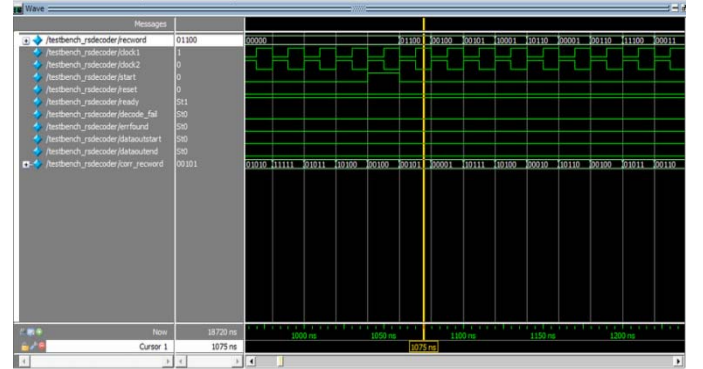 Wave
Messages
/testbench_rsdecoder/recword 01100 00000 01100 00100 00101 10001 10110 00001 00110 11100 00011
/testbench_rsdecoder/clock1 1
/testbench_rsdecoder/clock2 0
/testbench_rsdecoder/start 0
/testbench_rsdecoder/reset 0
/testbench_rsdecoder/ready St1
/testbench_rsdecoder/decode_fail St0
/testbench_rsdecoder/errfound St0
/testbench_rsdecoder/dataoutstart St0
/testbench_rsdecoder/dataoutend St0
/testbench_rsdecoder/corr_recword 00101 01010 11111 01011 10100 00100 00101 00001 10111 10100 00010 10110 00100 01011 00110
Now 18720 ns 1000 ns 1050 ns 1100 ns 1150 ns 1200 ns
Cursor 1 1075 ns 1075 ns